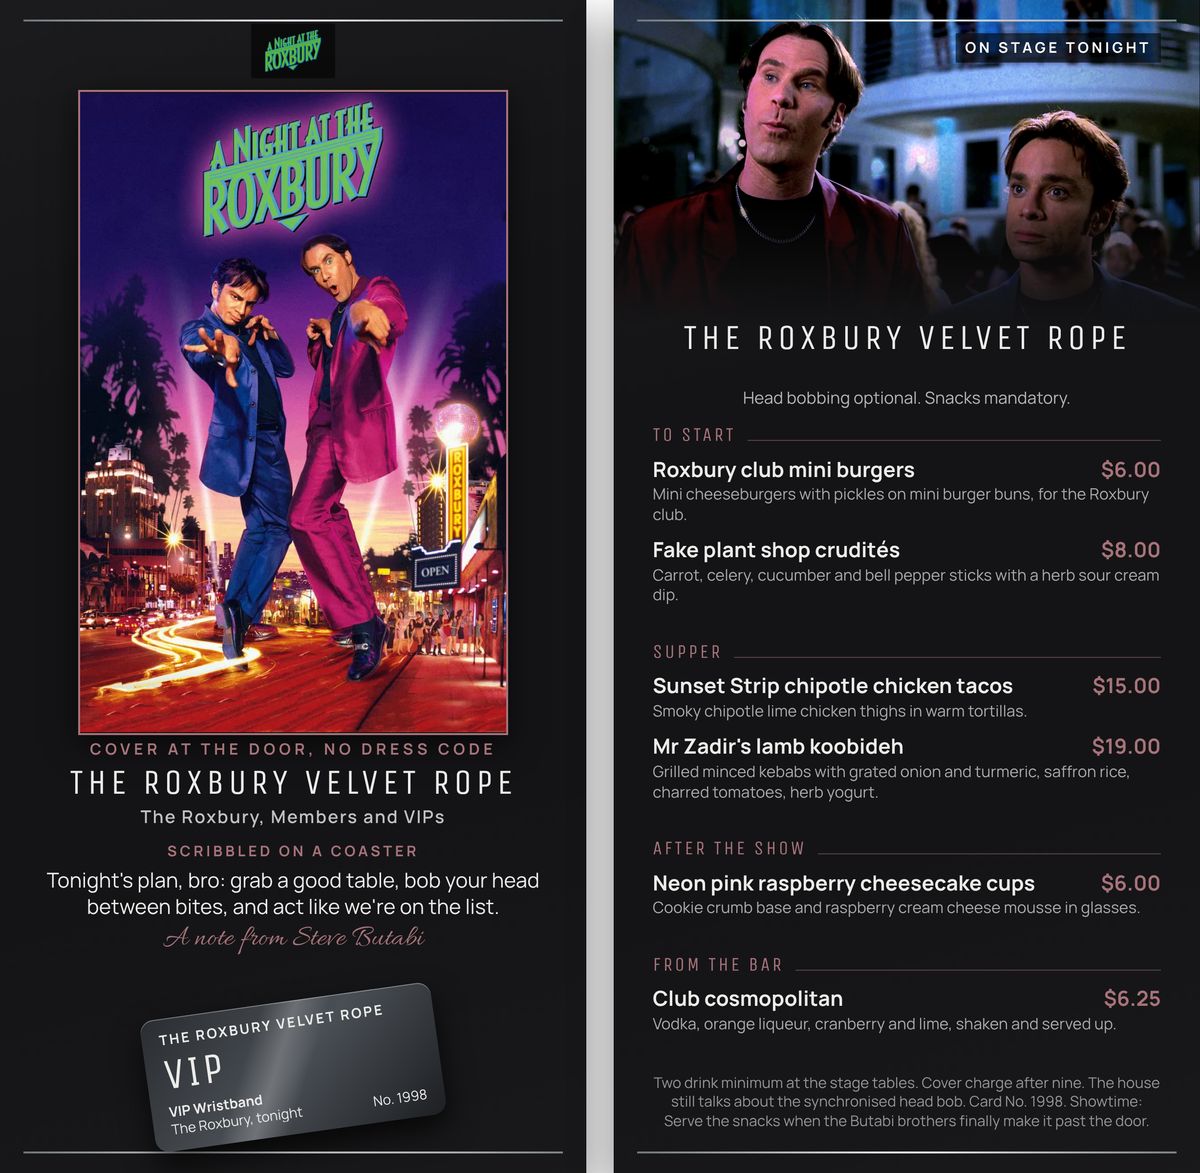 A NIGHT AT THE
ROXBURY
A NIGHT AT THE
ROXBURY
ROXBURY
OPEN
COVER AT THE DOOR, NO DRESS CODE
THE ROXBURY VELVET ROPE
The Roxbury, Members and VIPs
SCRIBBLED ON A COASTER
Tonight's plan, bro: grab a good table, bob your head
between bites, and act like we're on the list.
A note from Steve Butabi
THE ROXBURY VELVET ROPE
VIP
VIP Wristband
The Roxbury, tonight
No. 1998
ON STAGE TONIGHT
THE ROXBURY VELVET ROPE
Head bobbing optional. Snacks mandatory.
TO START
Roxbury club mini burgers $6.00
Mini cheeseburgers with pickles on mini burger buns, for the Roxbury
club.
Fake plant shop crudités $8.00
Carrot, celery, cucumber and bell pepper sticks with a herb sour cream
dip.
SUPPER
Sunset Strip chipotle chicken tacos $15.00
Smoky chipotle lime chicken thighs in warm tortillas.
Mr Zadir's lamb koobideh $19.00
Grilled minced kebabs with grated onion and turmeric, saffron rice,
charred tomatoes, herb yogurt.
AFTER THE SHOW
Neon pink raspberry cheesecake cups $6.00
Cookie crumb base and raspberry cream cheese mousse in glasses.
FROM THE BAR
Club cosmopolitan $6.25
Vodka, orange liqueur, cranberry and lime, shaken and served up.
Two drink minimum at the stage tables. Cover charge after nine. The house
still talks about the synchronised head bob. Card No. 1998. Showtime:
Serve the snacks when the Butabi brothers finally make it past the door.